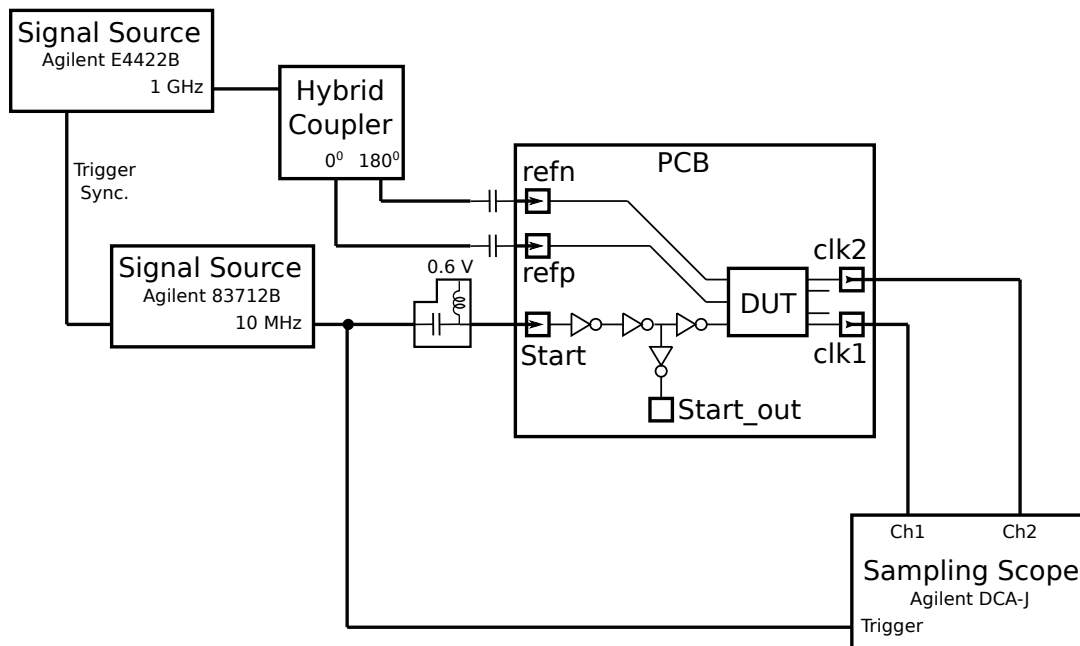 Signal Source
Agilent E4422B
1 GHz
Hybrid
Coupler
0⁰ 180⁰
Trigger
Sync.
Signal Source
Agilent 83712B
10 MHz
0.6 V
PCB
refn
refp
Start
Start_out
DUT
clk2
clk1
Ch1
Ch2
Sampling Scope
Agilent DCA-J
Trigger